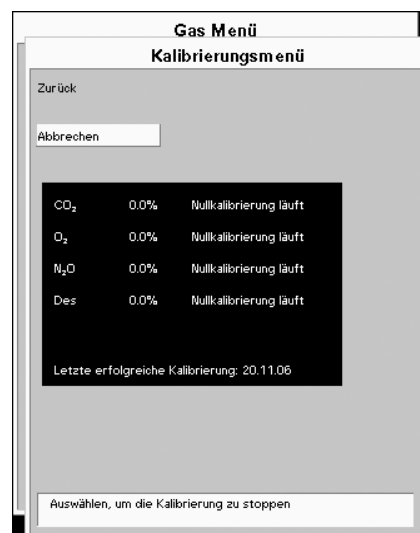 Gas Menü
Kalibrierungsmenü
Zurück
Abbrechen
CO₂ 0.0% Nullkalibrierung läuft
O₂ 0.0% Nullkalibrierung läuft
N₂O 0.0% Nullkalibrierung läuft
Des 0.0% Nullkalibrierung läuft
Letzte erfolgreiche Kalibrierung: 20.11.06
Auswählen, um die Kalibrierung zu stoppen